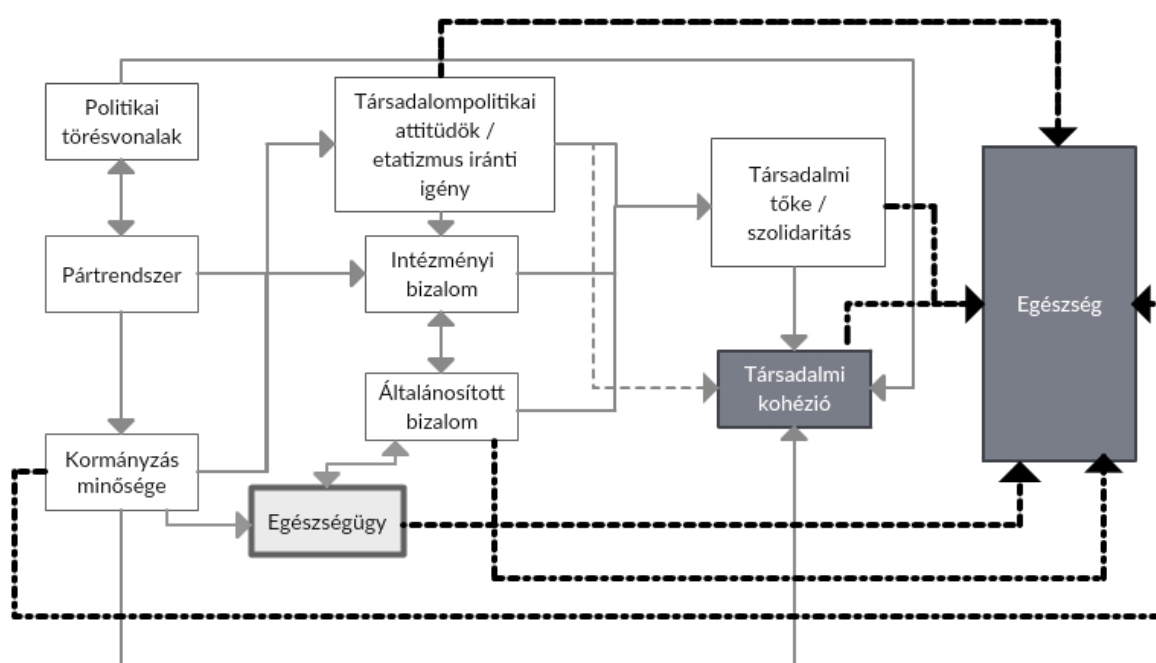 Politikai
törésvonalak
Társadalompolitikai
attitüdök /
etatizmus iránti
igény
Társadalmi
tőke /
szolidaritás
Pártrendszer
Intézményi
bizalom
Egészség
Általánosított
bizalom
Társadalmi
kohézió
Kormányzás
minősége
Egészségügy